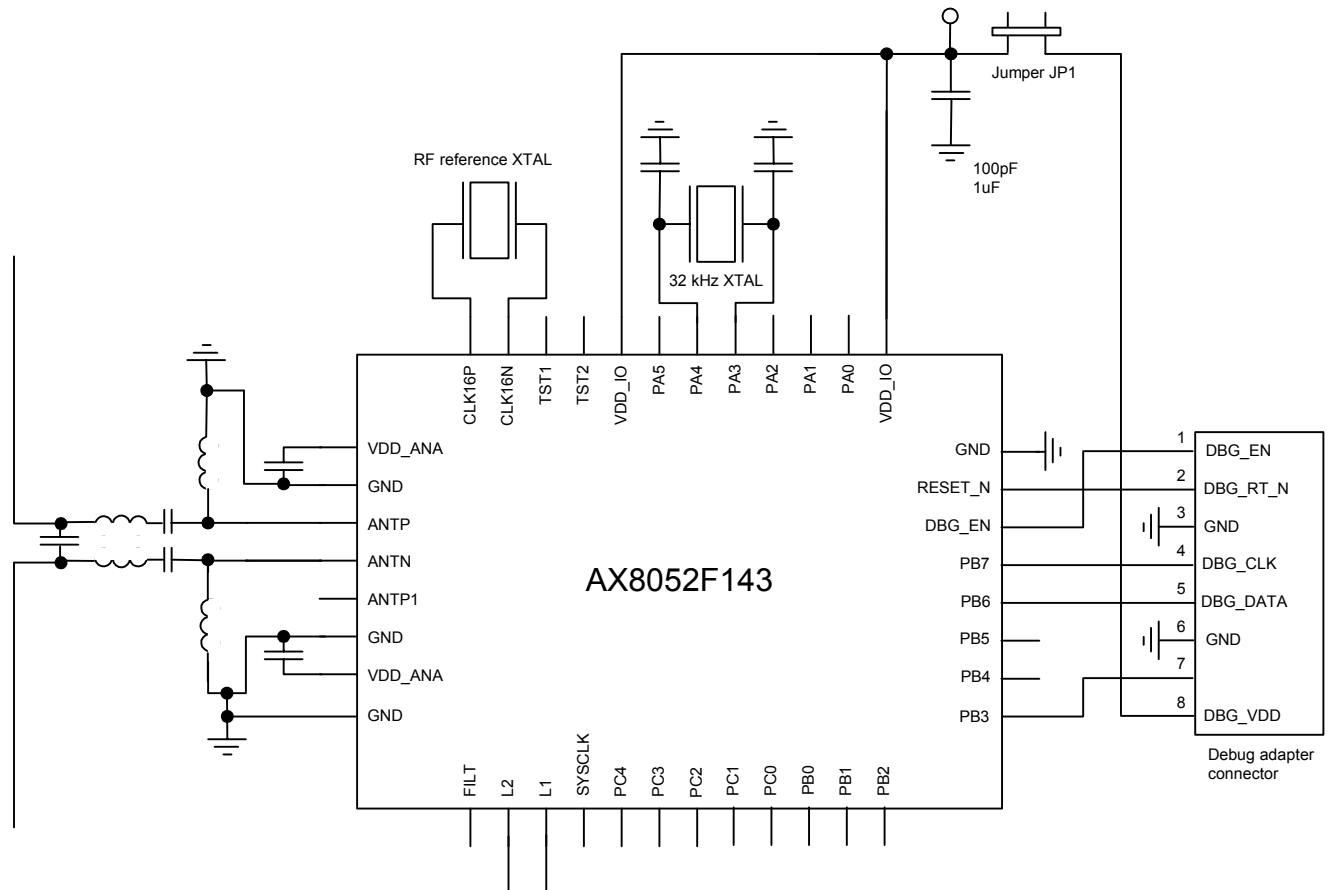 Jumper JP1
100pF
1uF
RF reference XTAL
32 kHz XTAL
CLK16P
CLK16N
TST1
TST2
VDD_IO
PA5
PA4
PA3
PA2
PA1
PA0
VDD_IO
VDD_ANA
GND
ANTP
ANTN
ANTP1
GND
VDD_ANA
GND
AX8052F143
GND
RESET_N
DBG_EN
PB7
PB6
PB5
PB4
PB3
1 DBG_EN
2 DBG_RT_N
3 GND
4 DBG_CLK
5 DBG_DATA
6 GND
7
8 DBG_VDD
Debug adapter
connector
FILT
L2
L1
SYSCLK
PC4
PC3
PC2
PC1
PC0
PB0
PB1
PB2